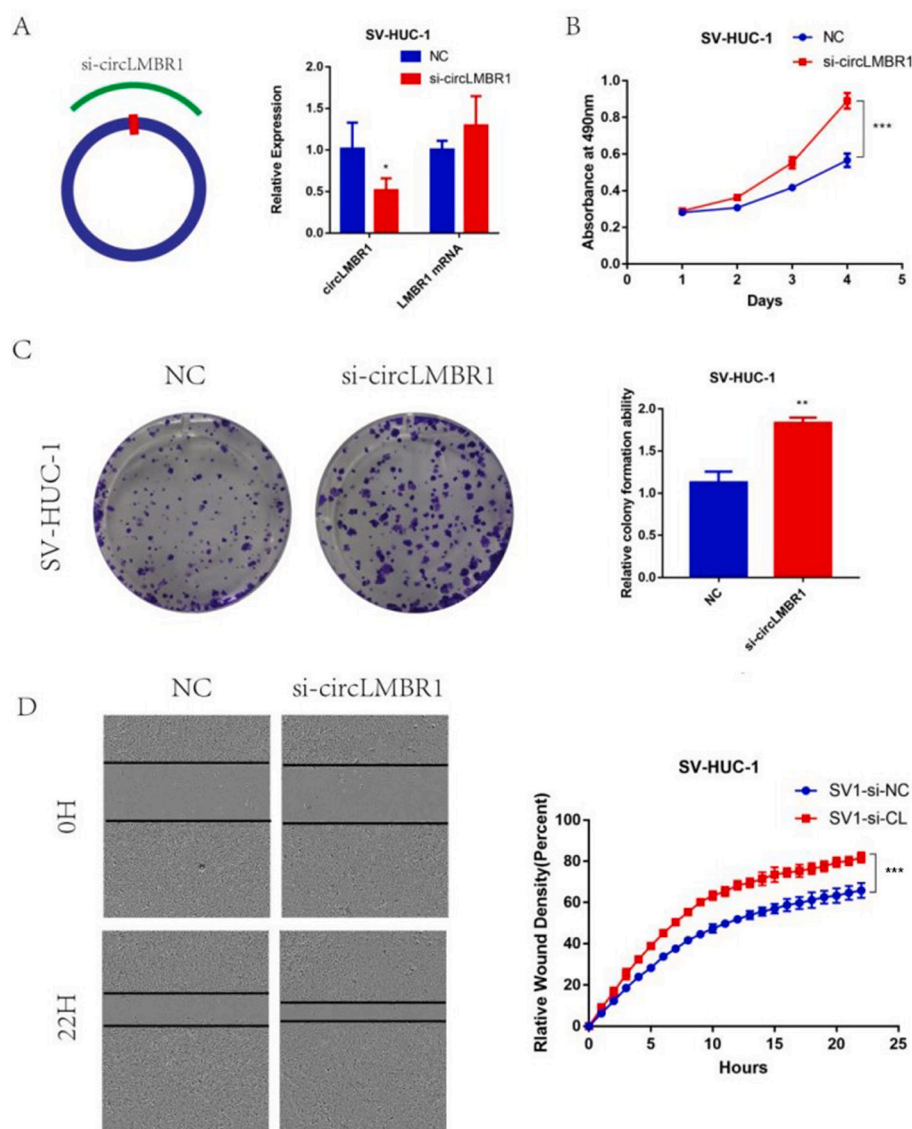 A
si-circLMBR1
SV-HUC-1
NC
si-circLMBR1
Relative Expression
2.0
1.5
1.0
0.5
0.0
*
circLMBR1
LMBR1 mRNA
B
SV-HUC-1
NC
si-circLMBR1
Absorbance at 490nm
1.0
0.8
0.6
0.4
0.2
0.0
***
0
1
2
3
4
5
Days
C
NC
si-circLMBR1
SV-HUC-1
SV-HUC-1
Relative colony formation ability
2.0
1.5
1.0
0.5
0.0
**
NC
si-circLMBR1
D
NC
si-circLMBR1
0H
22H
SV-HUC-1
SV1-si-NC
SV1-si-CL
Rlative Wound Density(Percent)
100
80
60
40
20
0
***
0
5
10
15
20
25
Hours